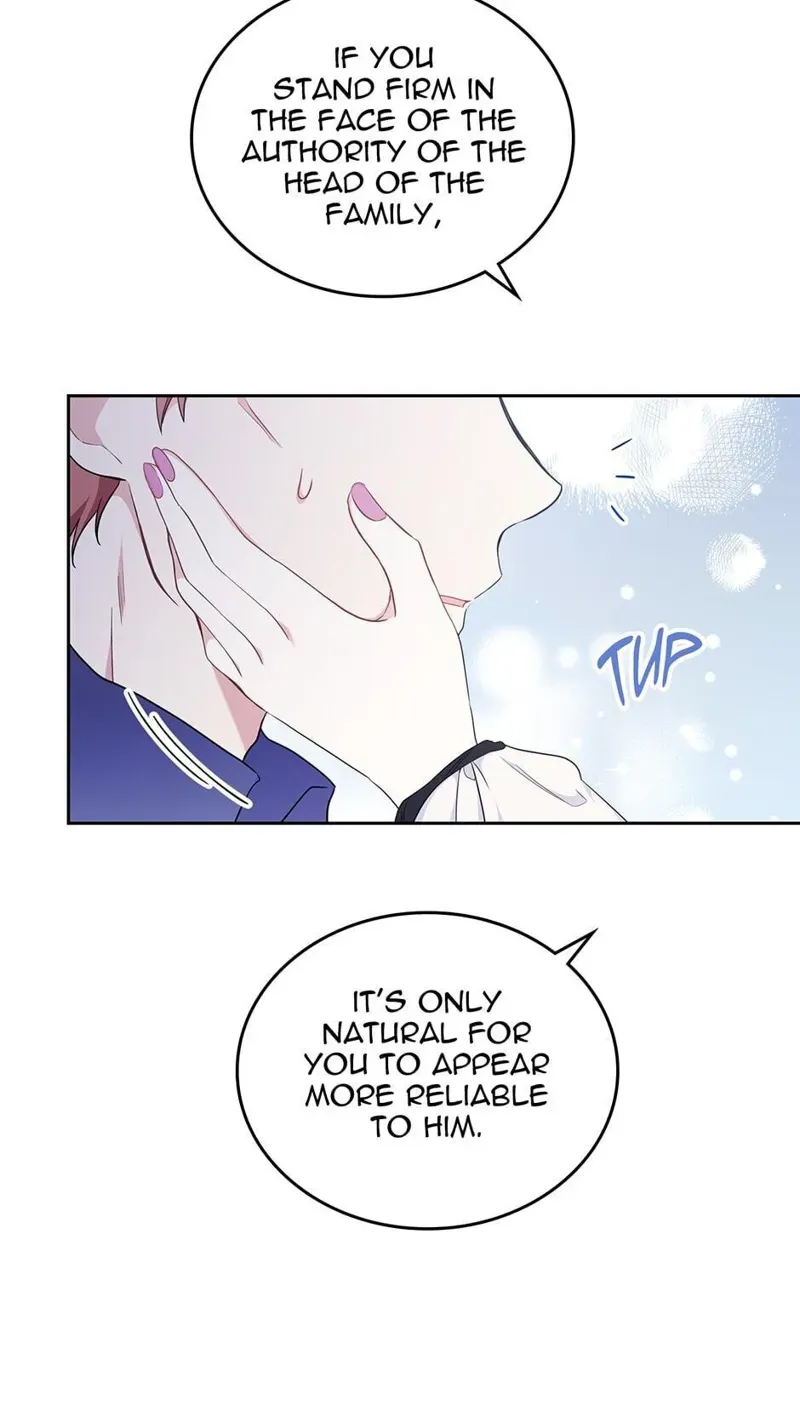 IF YOU
STAND FIRM IN
THE FACE OF THE
AUTHORITY OF THE
HEAD OF THE
FAMILY,
TUP
IT'S ONLY
NATURAL FOR
YOU TO APPEAR
MORE RELIABLE
TO HIM.